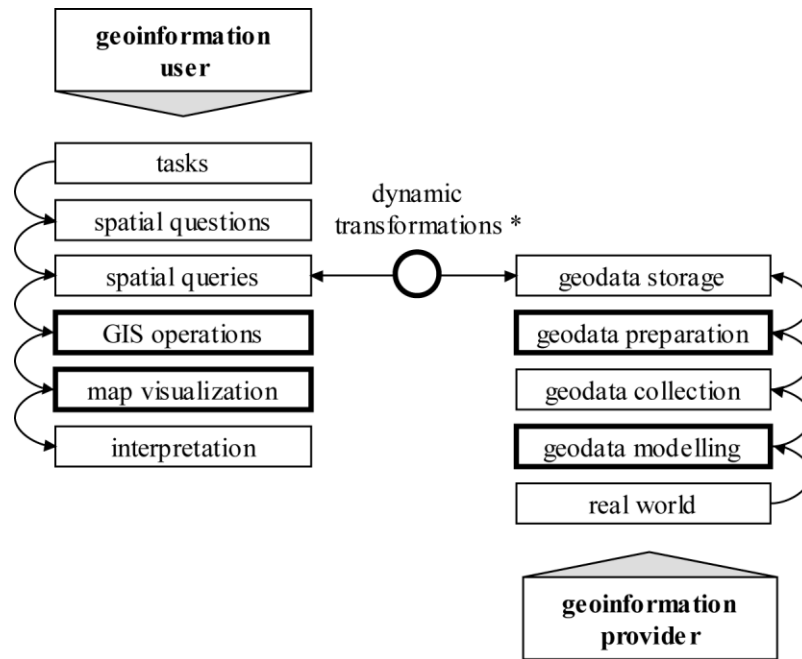 geoinformation
user
tasks
spatial questions
spatial queries
GIS operations
map visualization
interpretation
dynamic
transformations *
geodata storage
geodata preparation
geodata collection
geodata modelling
real world
geoinformation
provider